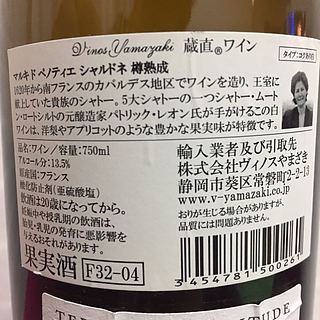 Vinos Yamazaki 蔵直®ワイン
タイプ:コクあり辛口
マルキ ド ペノティエ シャルドネ 樽熟成
1620年から南フランスのカバルデス地区でワインを造り、王室に
献上していた貴族のシャトー。5大シャトーの一つシャトー・ムート
ン・ロートシルトの元醸造家パトリック・レオン氏が手がけるこの白
ワインは、洋梨やアプリコットのような豊かな果実味が特徴です。
品名:ワイン/容量:750ml
アルコール分:13.5%
原産国:フランス
酸化防止剤(亜硫酸塩)
飲酒は20歳になってから。
妊娠中や授乳期の飲酒は、
胎児・乳児の発育に悪影響を
与えるおそれがあります。
果実酒 F32-04
輸入業者及び引取先
株式会社ヴィノスやまざき
静岡市葵区常磐町2-2-13
v-yamazaki.co.jp
おりが生じる場合がありますが、
品質には問題ありません。
3 454781 500261